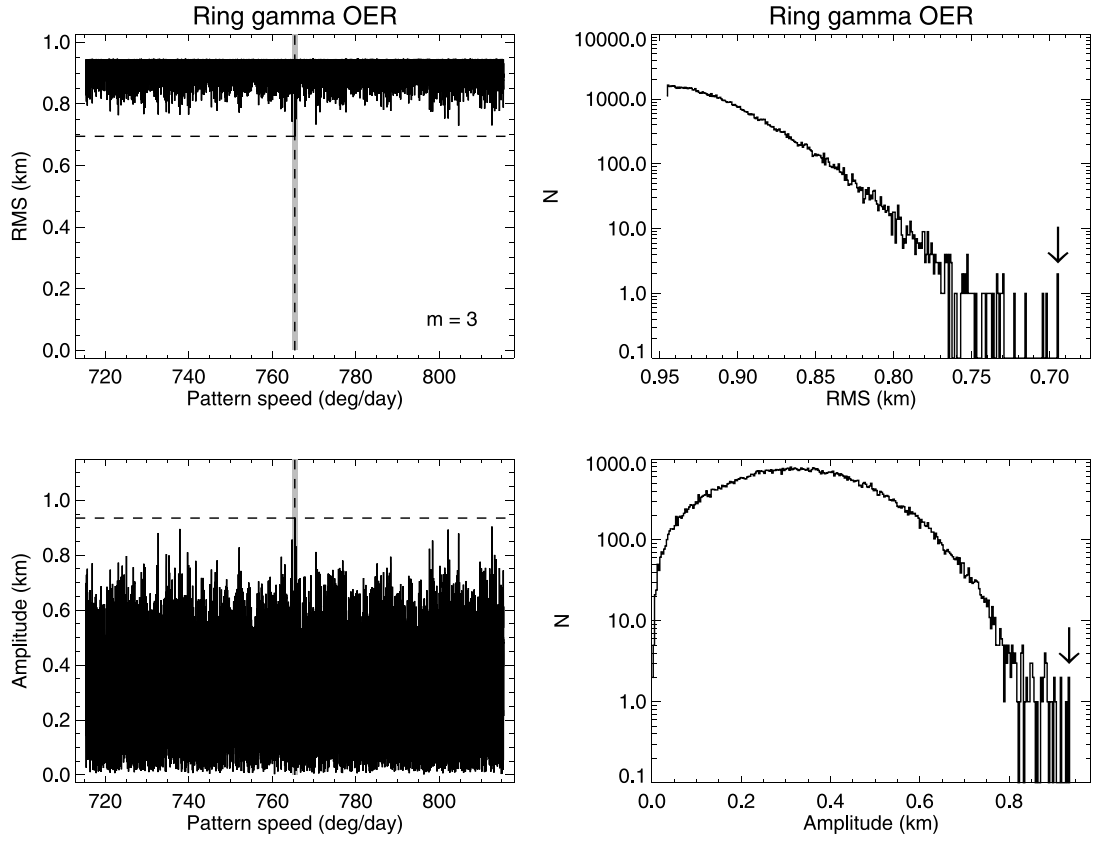 Ring gamma OER
1.0
0.8
0.6
0.4
0.2
0.0
RMS (km)
m = 3
720 740 760 780 800
Pattern speed (deg/day)
Ring gamma OER
10000.0
1000.0
100.0
10.0
1.0
0.1
N
0.95 0.90 0.85 0.80 0.75 0.70
RMS (km)
1.0
0.8
0.6
0.4
0.2
0.0
Amplitude (km)
720 740 760 780 800
Pattern speed (deg/day)
1000.0
100.0
10.0
1.0
0.1
N
0.0 0.2 0.4 0.6 0.8
Amplitude (km)